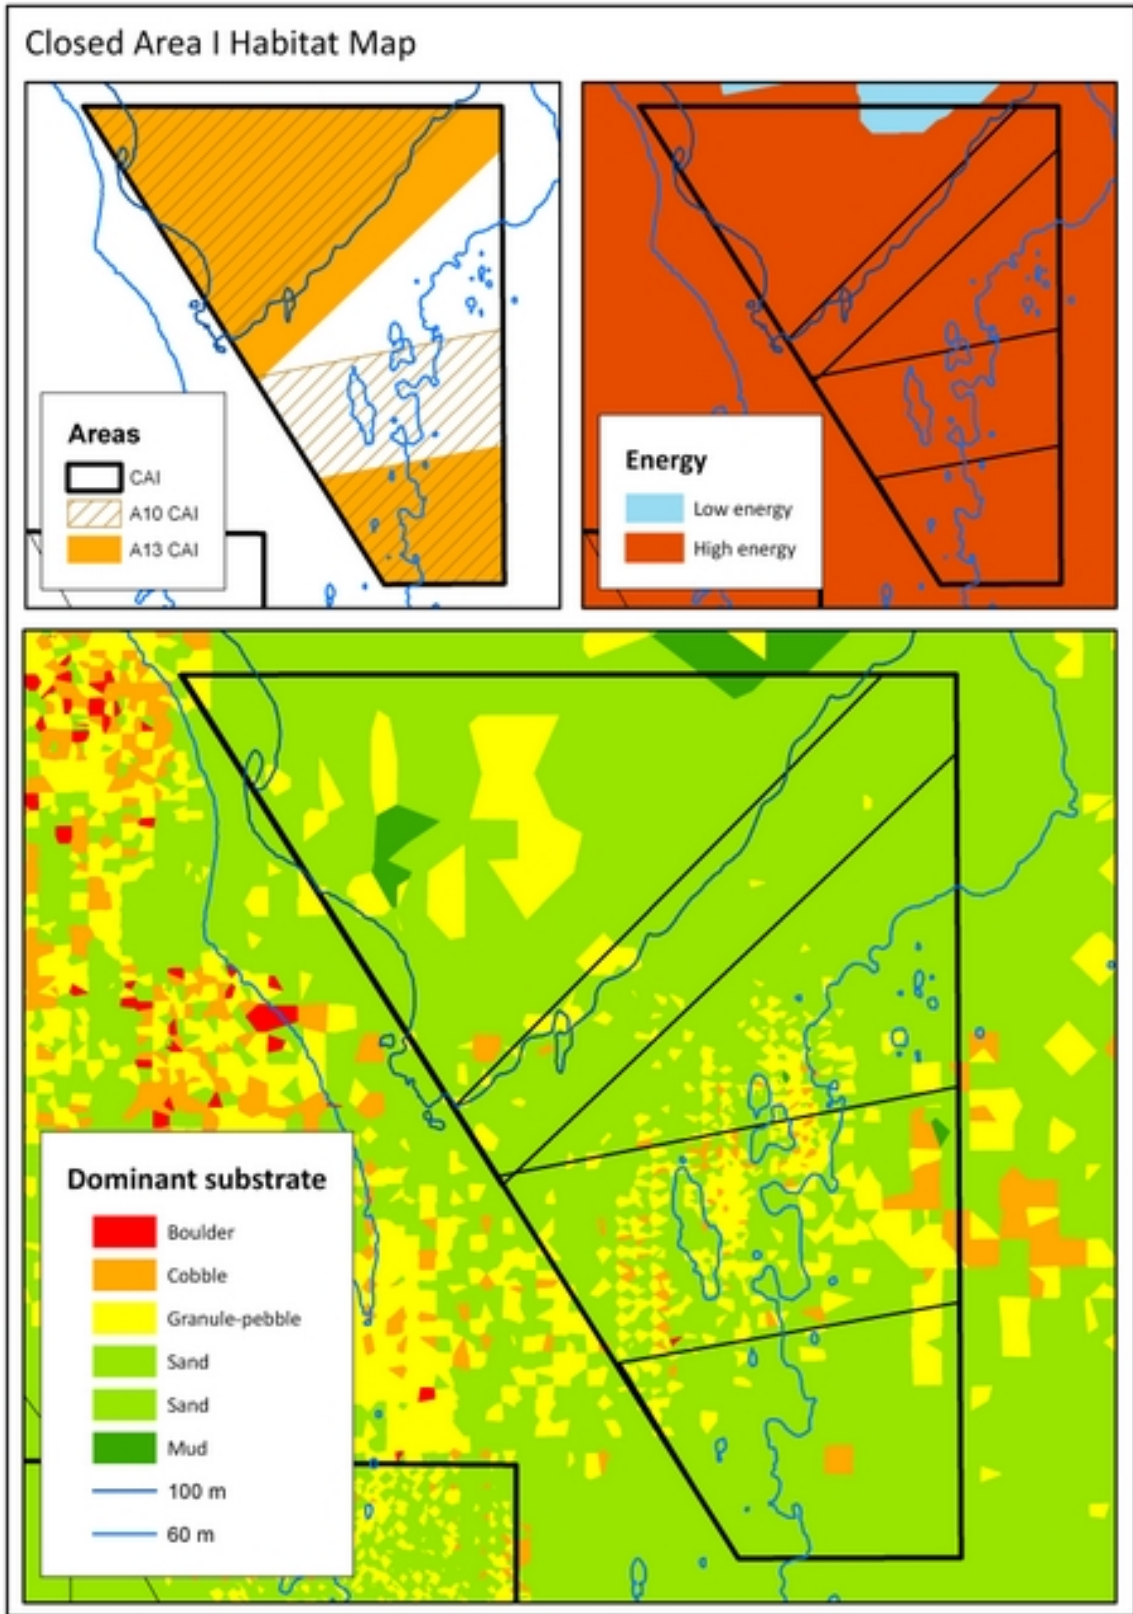 Closed Area I Habitat Map
Areas
CAI
A10 CAI
A13 CAI
Energy
Low energy
High energy
Dominant substrate
Boulder
Cobble
Granule-pebble
Sand
Sand
Mud
100 m
60 m